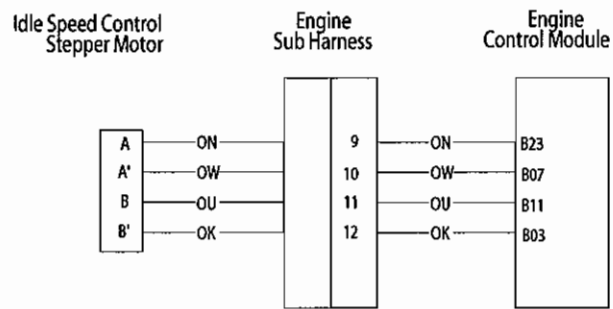 Idle Speed Control
Stepper Motor
Engine
Sub Harness
Engine
Control Module
A ON 9 ON B23
A' OW 10 OW B07
B OU 11 OU B11
B' OK 12 OK B03